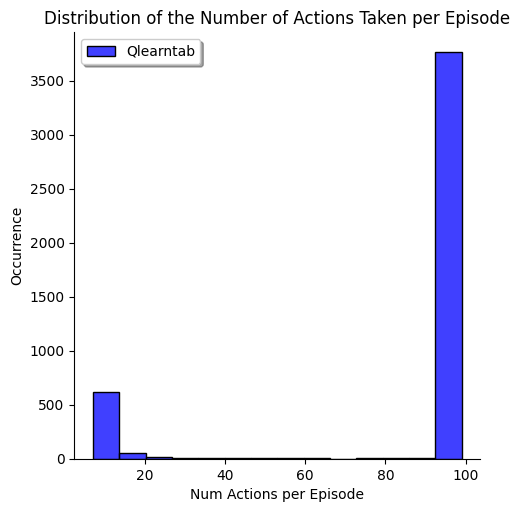 Distribution of the Number of Actions Taken per Episode
Qlearntab
3500
3000
2500
2000
1500
1000
500
0
Occurrence
20 40 60 80 100
Num Actions per Episode